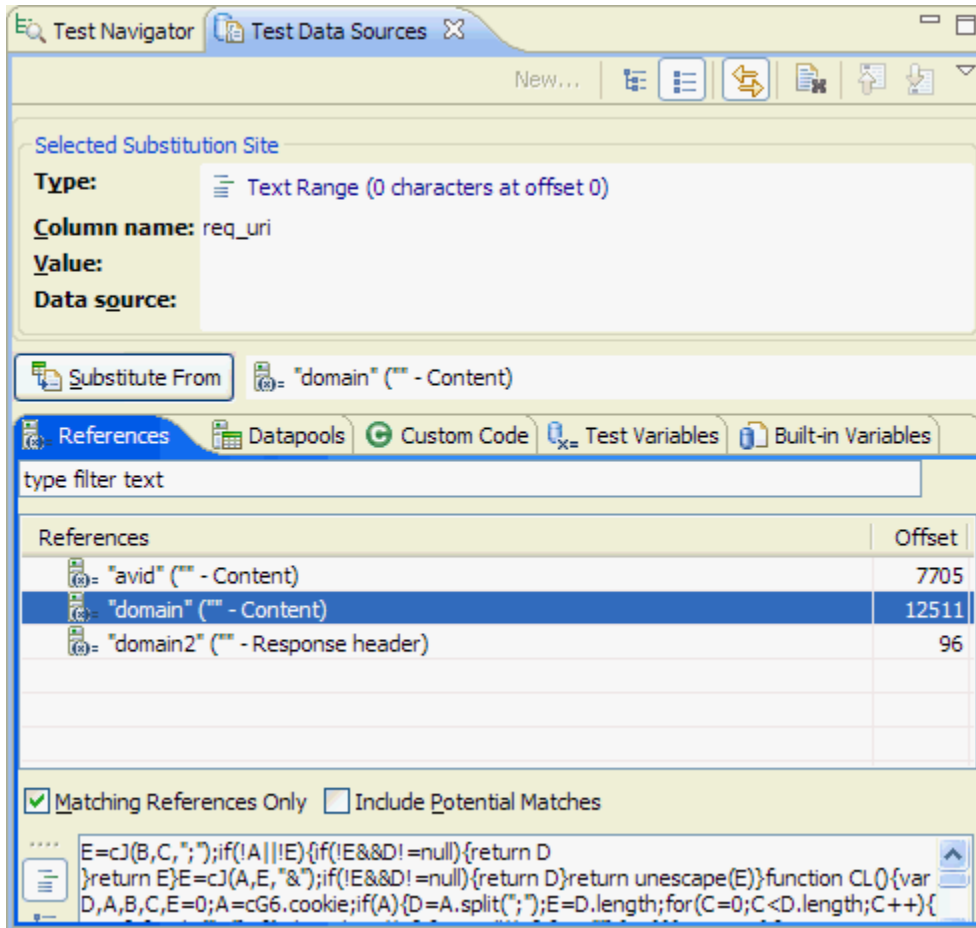 Test Navigator Test Data Sources
New...
Selected Substitution Site
Type: Text Range (0 characters at offset 0)
Column name: req_uri
Value:
Data source:
Substitute From "domain" ("" - Content)
References Datapools Custom Code Test Variables Built-in Variables
type filter text
References Offset
"avid" ("" - Content) 7705
"domain" ("" - Content) 12511
"domain2" ("" - Response header) 96
Matching References Only Include Potential Matches
E=cJ(B,C,";");if(!A||!E){if(!E&&D!=null){return D
}return E}E=cJ(A,E,"&");if(!E&&D!=null){return D}return unescape(E)}function CL(){var
D,A,B,C,E=0;A=cG6.cookie;if(A){D=A.split(";");E=D.length;for(C=0;C<D.length;C++){